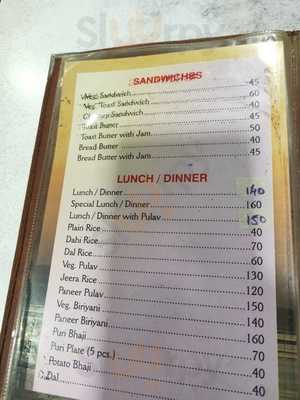 SANDWICHES
Veg. Sandwich 45
Veg. Toast Sandwich 60
Sandwich 40
Toast Butter 45
Toast Butter with Jam 50
Bread Butter 40
Bread Butter with Jam 45
LUNCH / DINNER
Lunch / Dinner 140
Special Lunch / Dinner 160
Lunch / Dinner with Pulav 150
Plain Rice 40
Dahi Rice 70
Dal Rice 60
Veg. Pulav 130
Jeera Rice 120
Paneer Pulav 150
Veg. Biriyani 140
Paneer Biriyani 160
Puri Bhaji 70
Puri Plate (5 pcs.) 40
Potato Bhaji 40
Dal